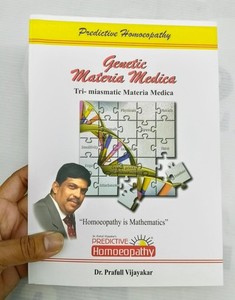 Predictive Homoeopathy
Genetic
Materia Medica
Tri- miasmatic Materia Medica
"Homoeopathy is Mathematics"
PREDICTIVE
Homoeopathy
Dr. Prafull Vijayakar